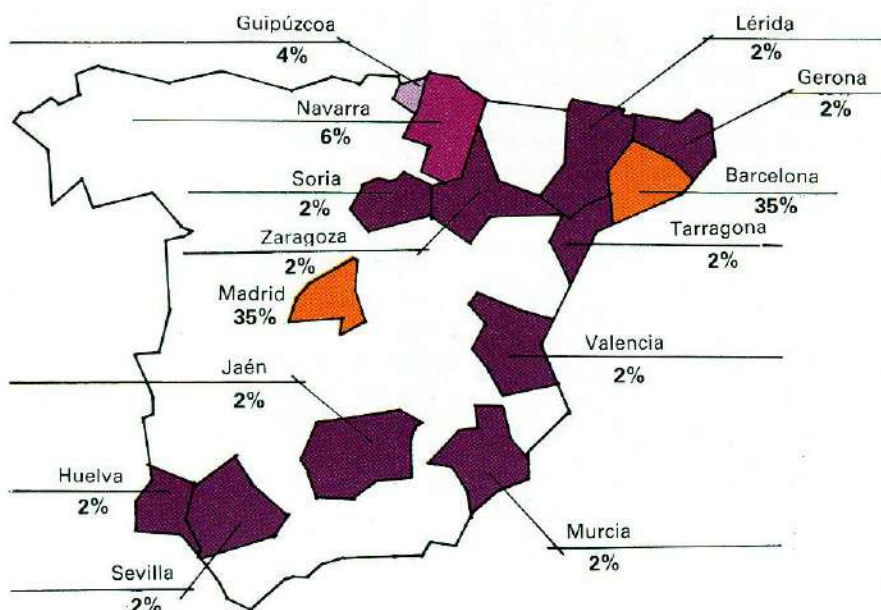 Guipúzcoa
4%
Lérida
2%
Gerona
2%
Navarra
6%
Soria
2%
Barcelona
35%
Zaragoza
2%
Tarragona
2%
Madrid
35%
Valencia
2%
Jaén
2%
Huelva
2%
Murcia
2%
Sevilla
2%